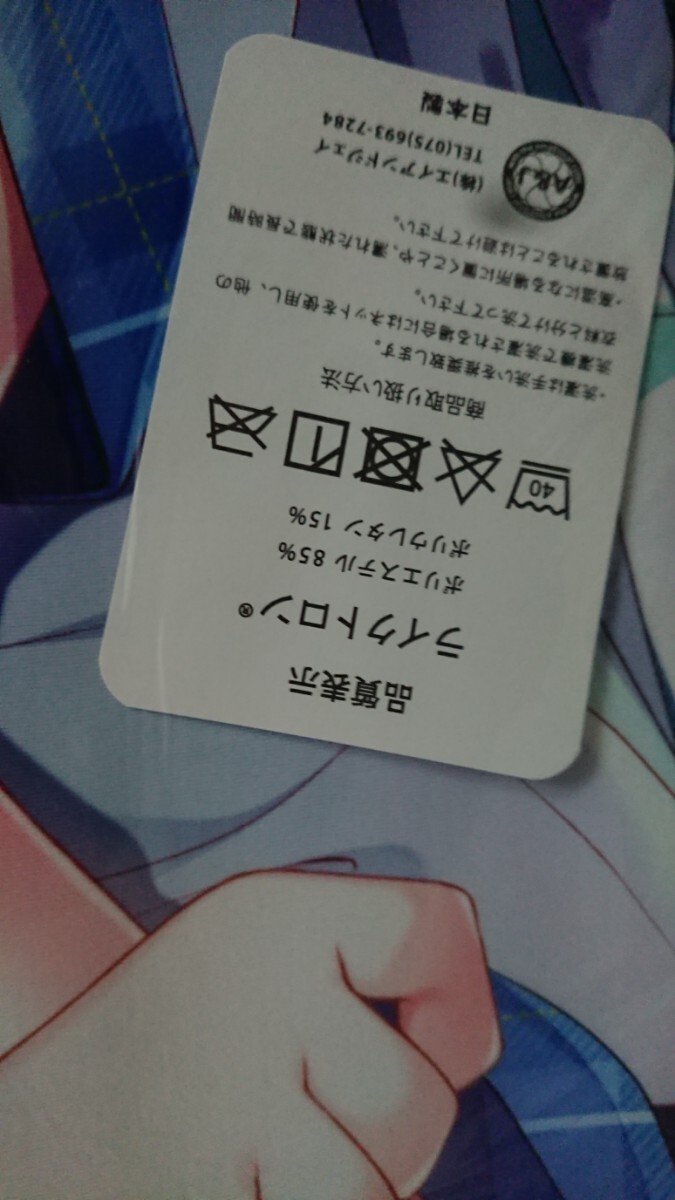 品質表示
ライクトロン®
ポリエステル 85%
ポリウレタン 15%
40
商品取り扱い方法
・洗濯は手洗いを推奨致します。
洗濯機で洗濯される場合にはネットを使用し、他の
衣料と分けて洗って下さい。
・高温になる場所に置くことや、濡れた状態で長時間
放置されることは避けて下さい。
A&J
(株)エイアンドジェイ
TEL(075)693-7284
日本製